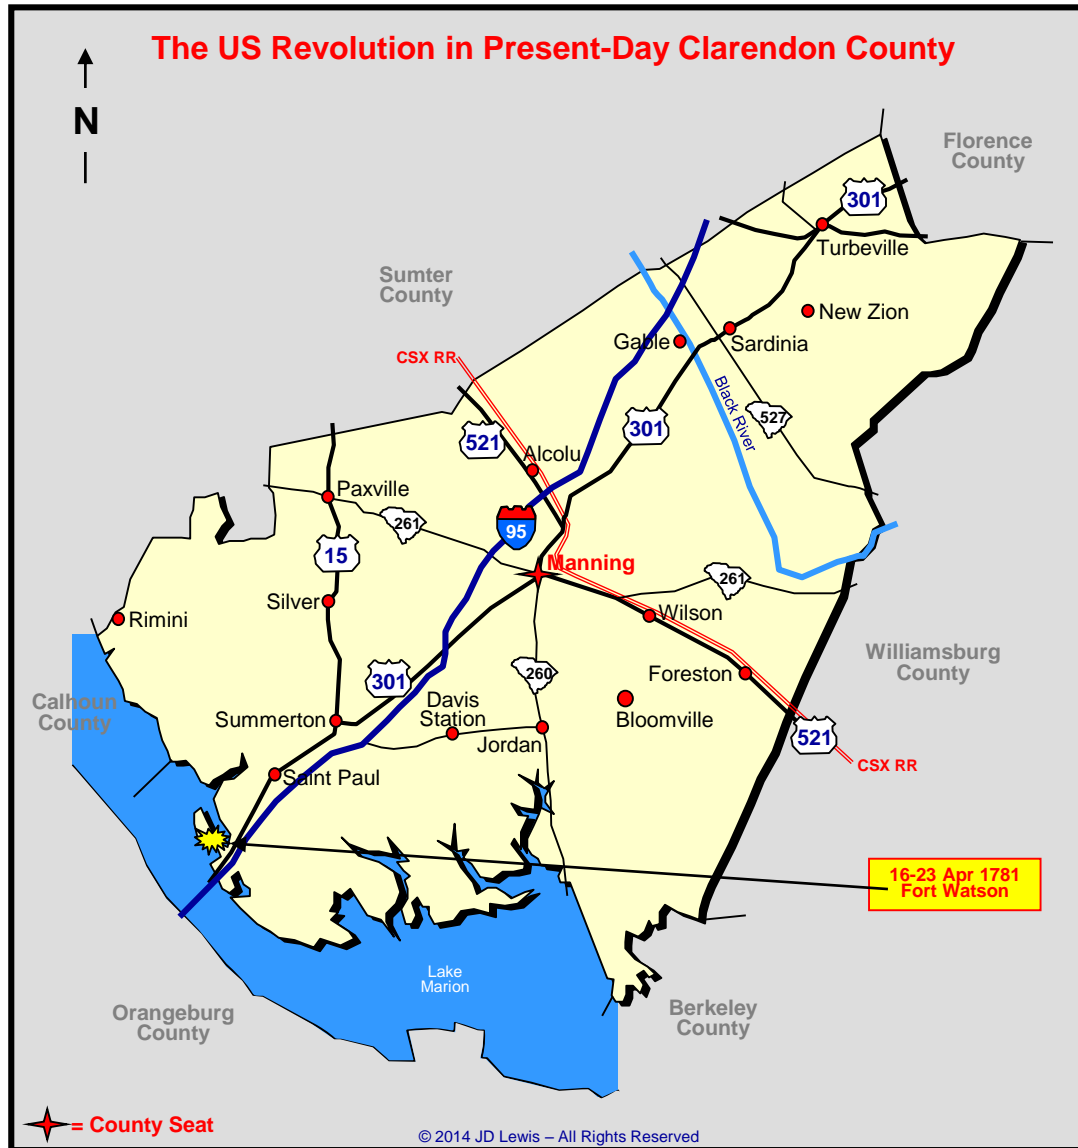 The US Revolution in Present-Day Clarendon County
N
Florence
County
301
Turbeville
Sumter
County
New Zion
Sardinia
Gable
CSX RR
Black River
527
301
521
Alcolu
Paxville
261
95
15
Manning
261
Silver
Wilson
Rimini
Williamsburg
County
Foreston
260
301
Calhoun
County
Davis
Station
Summerton
Jordan
Bloomville
521
CSX RR
Saint Paul
16-23 Apr 1781
Fort Watson
Lake
Marion
Orangeburg
County
Berkeley
County
= County Seat
© 2014 JD Lewis – All Rights Reserved